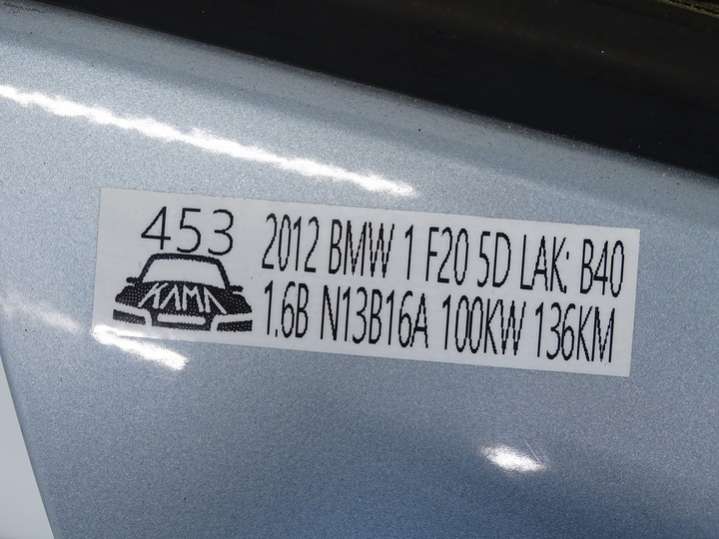 453
KAMA
2012 BMW 1 F20 5D LAK: B40
1.6B N13B16A 100KW 136KM